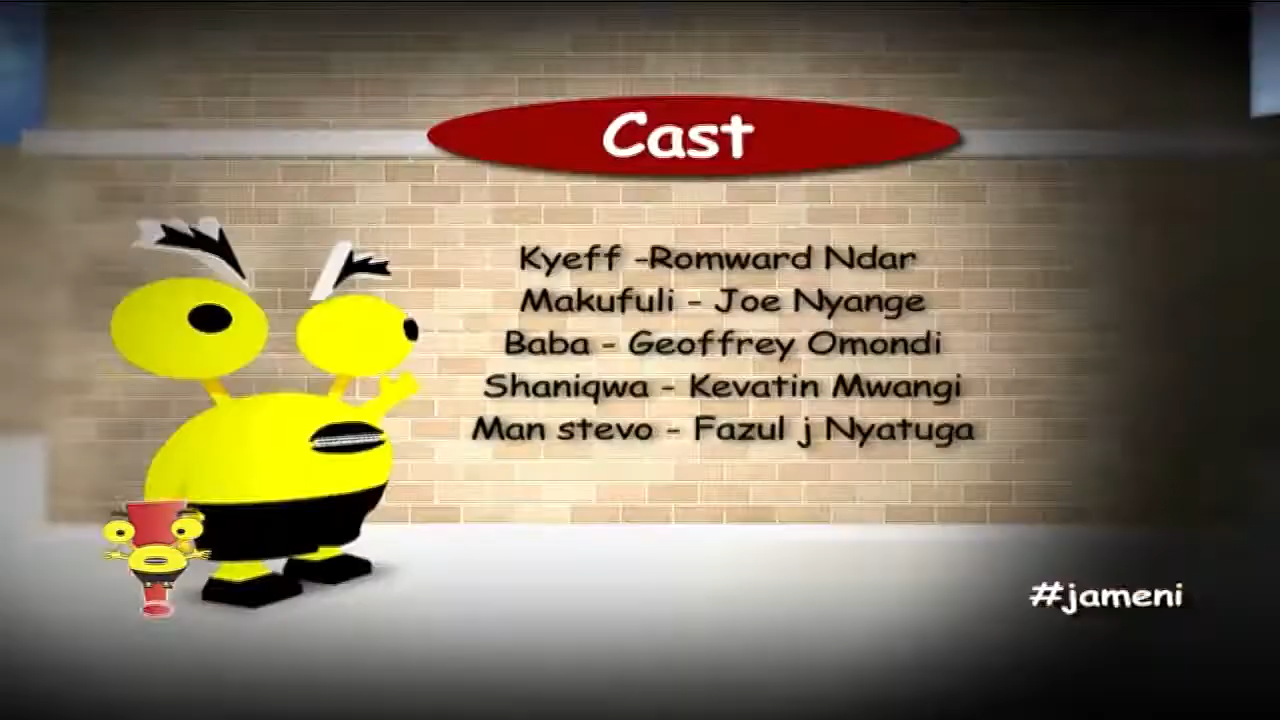 Cast
Kyeff -Romward Ndar
Makufuli - Joe Nyange
Baba - Geoffrey Omondi
Shaniqwa - Kevatin Mwangi
Man stevo - Fazul j Nyatuga
#jameni